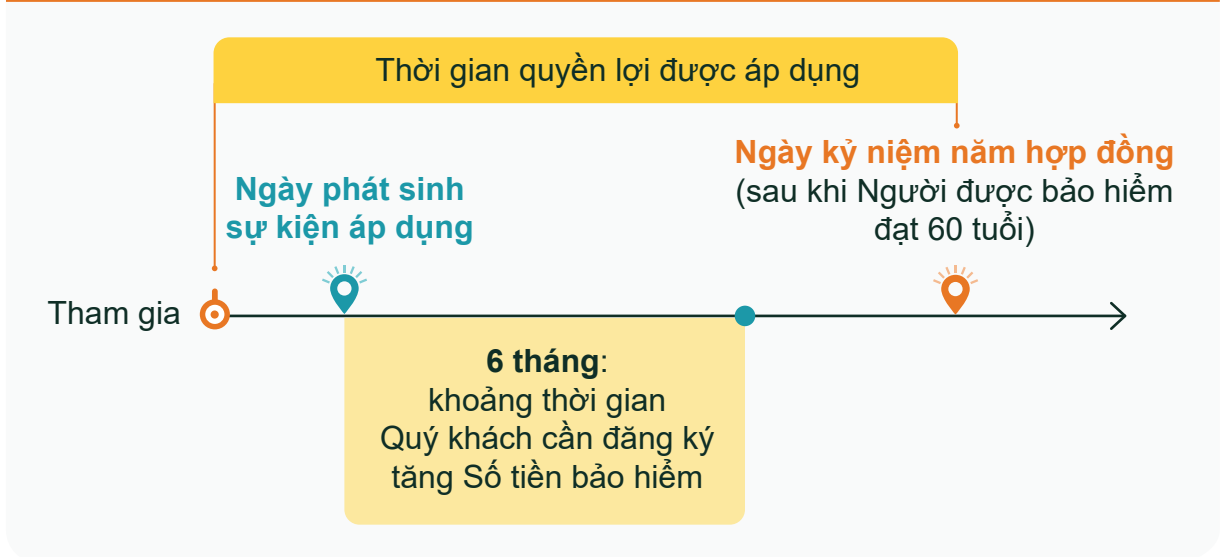 Thời gian quyền lợi được áp dụng
Ngày kỷ niệm năm hợp đồng
(sau khi Người được bảo hiểm
đạt 60 tuổi)
Ngày phát sinh
sự kiện áp dụng
Tham gia
6 tháng:
khoảng thời gian
Quý khách cần đăng ký
tăng Số tiền bảo hiểm